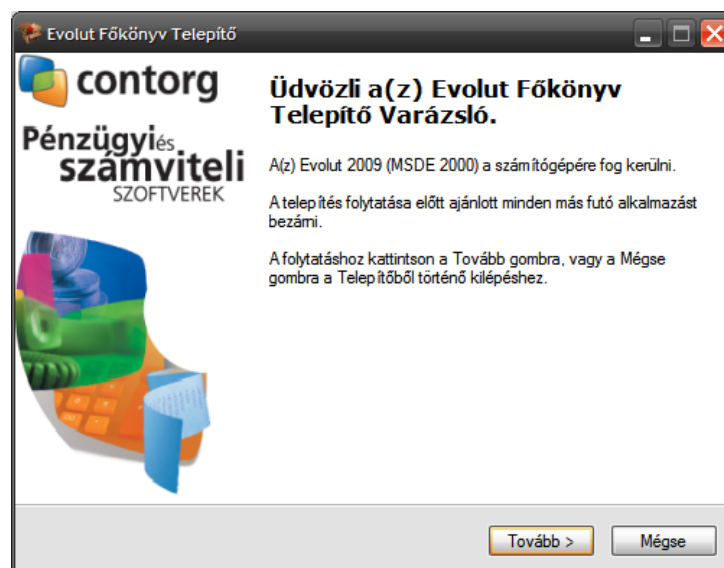 Evolut Főkönyv Telepítő
contorg
Pénzügyi és
számviteli
SZOFTVEREK
Üdvözli a(z) Evolut Főkönyv
Telepítő Varázsló.
A(z) Evolut 2009 (MSDE 2000) a számítógépére fog kerülni.
A telepítés folytatása előtt ajánlott minden más futó alkalmazást
bezárni.
A folytatáshoz kattintson a Tovább gombra, vagy a Mégse
gombra a Telepítőből történő kilépéshez.
Tovább >
Mégse